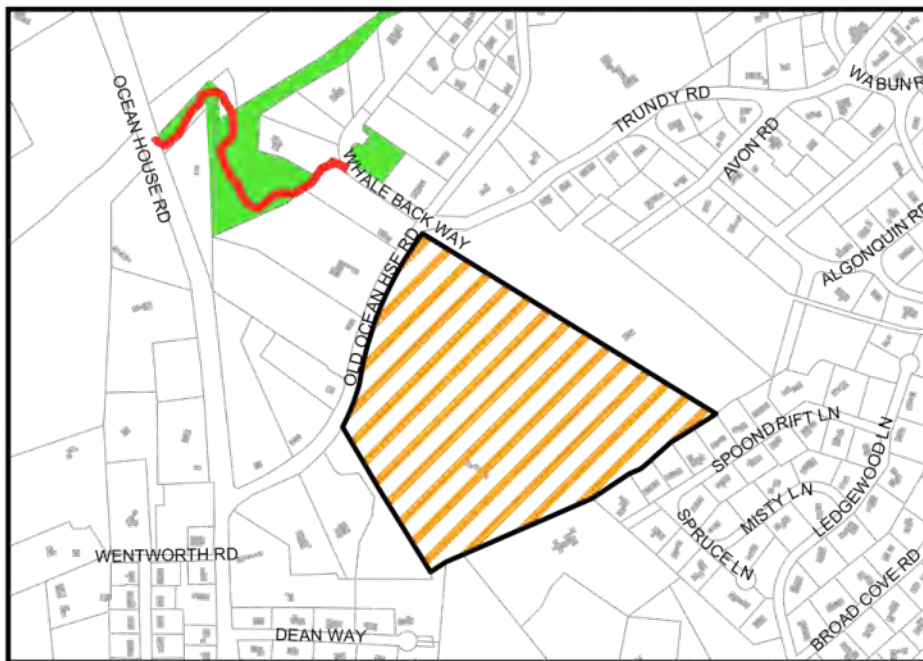 OCEAN HOUSE RD
TRUNDY RD
WABUN R
AVON RD
WHALE BACK WAY
ALGONQUIN RD
OLD OCEAN HSE RD
SPOONDRIFT LN
LEDGEWOOD LN
MISTY LN
SPRUCE LN
WENTWORTH RD
BROAD COVE RD
DEAN WAY